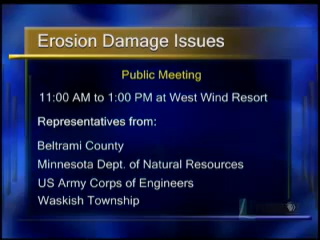 Erosion Damage Issues
Public Meeting
11:00 AM to 1:00 PM at West Wind Resort
Representatives from:
Beltrami County
Minnesota Dept. of Natural Resources
US Army Corps of Engineers
Waskish Township